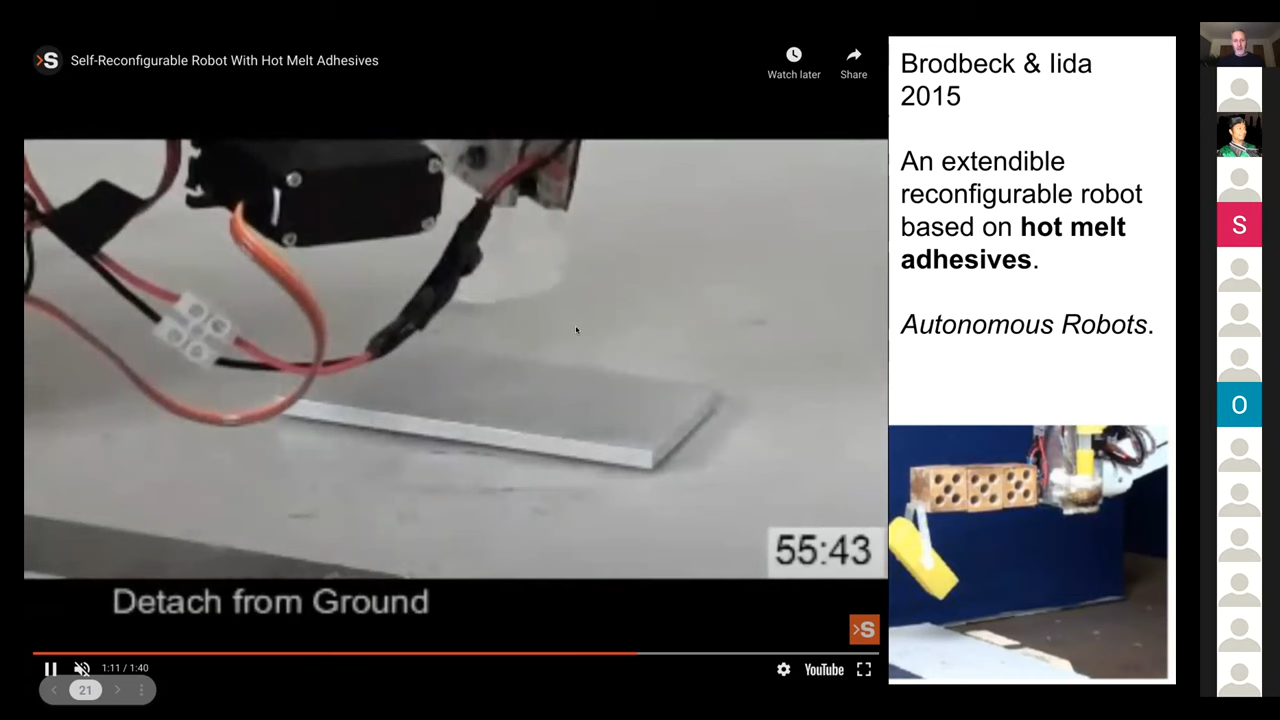 Self-Reconfigurable Robot With Hot Melt Adhesives
Watch later
Share
55:43
Detach from Ground
S
1:11 / 1:40
YouTube
21
Brodbeck & Iida
2015
An extendible
reconfigurable robot
based on hot melt
adhesives.
Autonomous Robots.
S
O